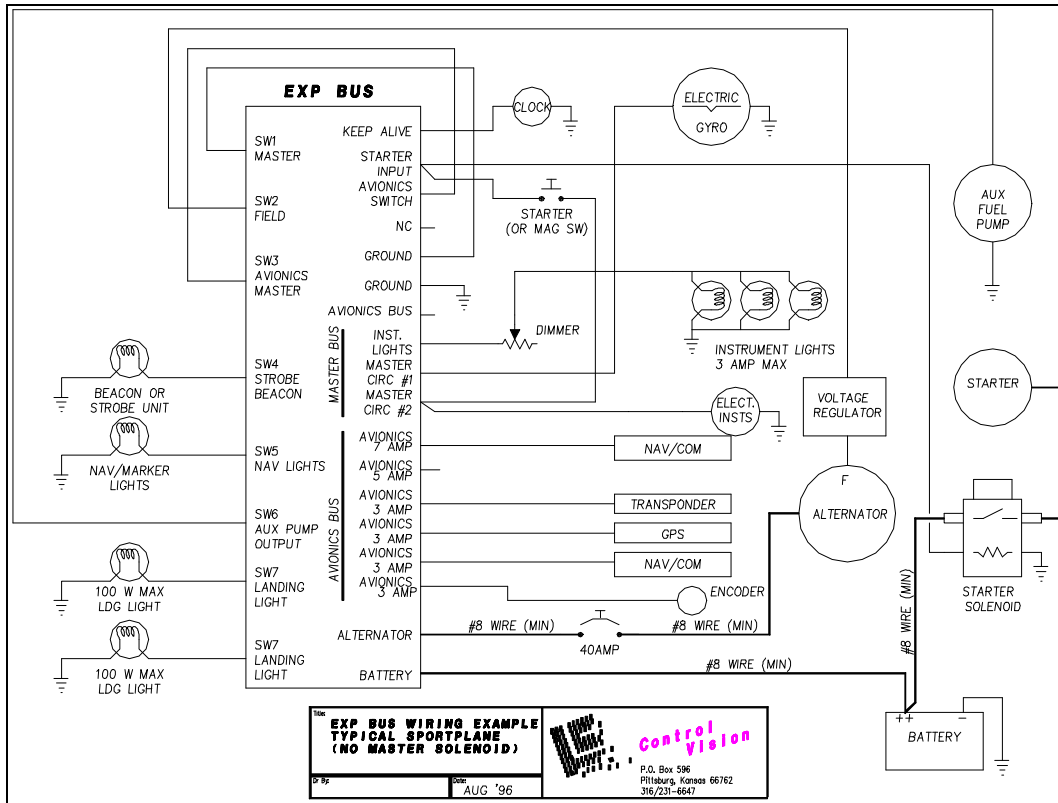 EXP BUS
SW1
MASTER
SW2
FIELD
SW3
AVIONICS
MASTER
SW4
STROBE
BEACON
SW5
NAV LIGHTS
SW6
AUX PUMP
OUTPUT
SW7
LANDING
LIGHT
SW7
LANDING
LIGHT
KEEP ALIVE
STARTER
INPUT
AVIONICS
SWITCH
NC
GROUND
GROUND
AVIONICS BUS
MASTER BUS
INST.
LIGHTS
MASTER
CIRC #1
MASTER
CIRC #2
AVIONICS BUS
AVIONICS
7 AMP
AVIONICS
5 AMP
AVIONICS
3 AMP
AVIONICS
3 AMP
AVIONICS
3 AMP
AVIONICS
3 AMP
ALTERNATOR
BATTERY
BEACON OR
STROBE UNIT
NAV/MARKER
LIGHTS
100 W MAX
LDG LIGHT
100 W MAX
LDG LIGHT
CLOCK
ELECTRIC
GYRO
STARTER
(OR MAG SW)
DIMMER
INSTRUMENT LIGHTS
3 AMP MAX
ELECT.
INSTS
NAV/COM
TRANSPONDER
GPS
NAV/COM
ENCODER
#8 WIRE (MIN)
40AMP
#8 WIRE (MIN)
#8 WIRE (MIN)
AUX
FUEL
PUMP
STARTER
VOLTAGE
REGULATOR
F
ALTERNATOR
STARTER
SOLENOID
#8 WIRE (MIN)
++ -
BATTERY
Title:
EXP BUS WIRING EXAMPLE
TYPICAL SPORTPLANE
(NO MASTER SOLENOID)
Dr By:
Date:
AUG '96
Control
Vision
P.O. Box 596
Pittsburg, Kansas 66762
316/231-6647